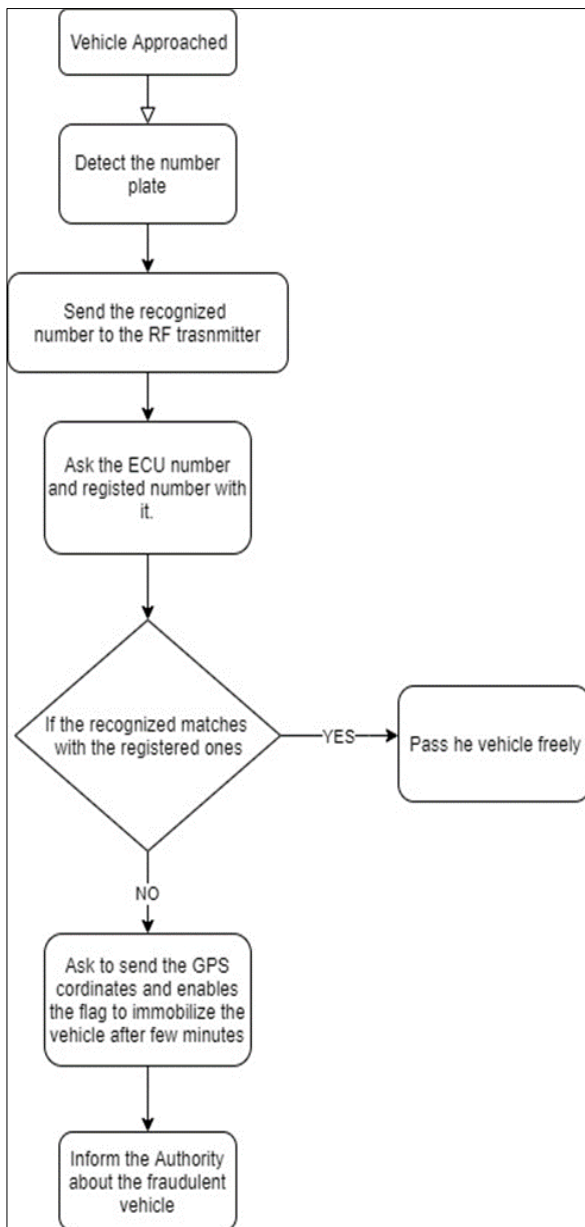 Vehicle Approached
Detect the number
plate
Send the recognized
number to the RF trasnmitter
Ask the ECU number
and registed number with
it.
If the recognized matches
with the registered ones
YES
Pass he vehicle freely
NO
Ask to send the GPS
cordinates and enables
the flag to immobilize the
vehicle after few minutes
Inform the Authority
about the fraudulent
vehicle